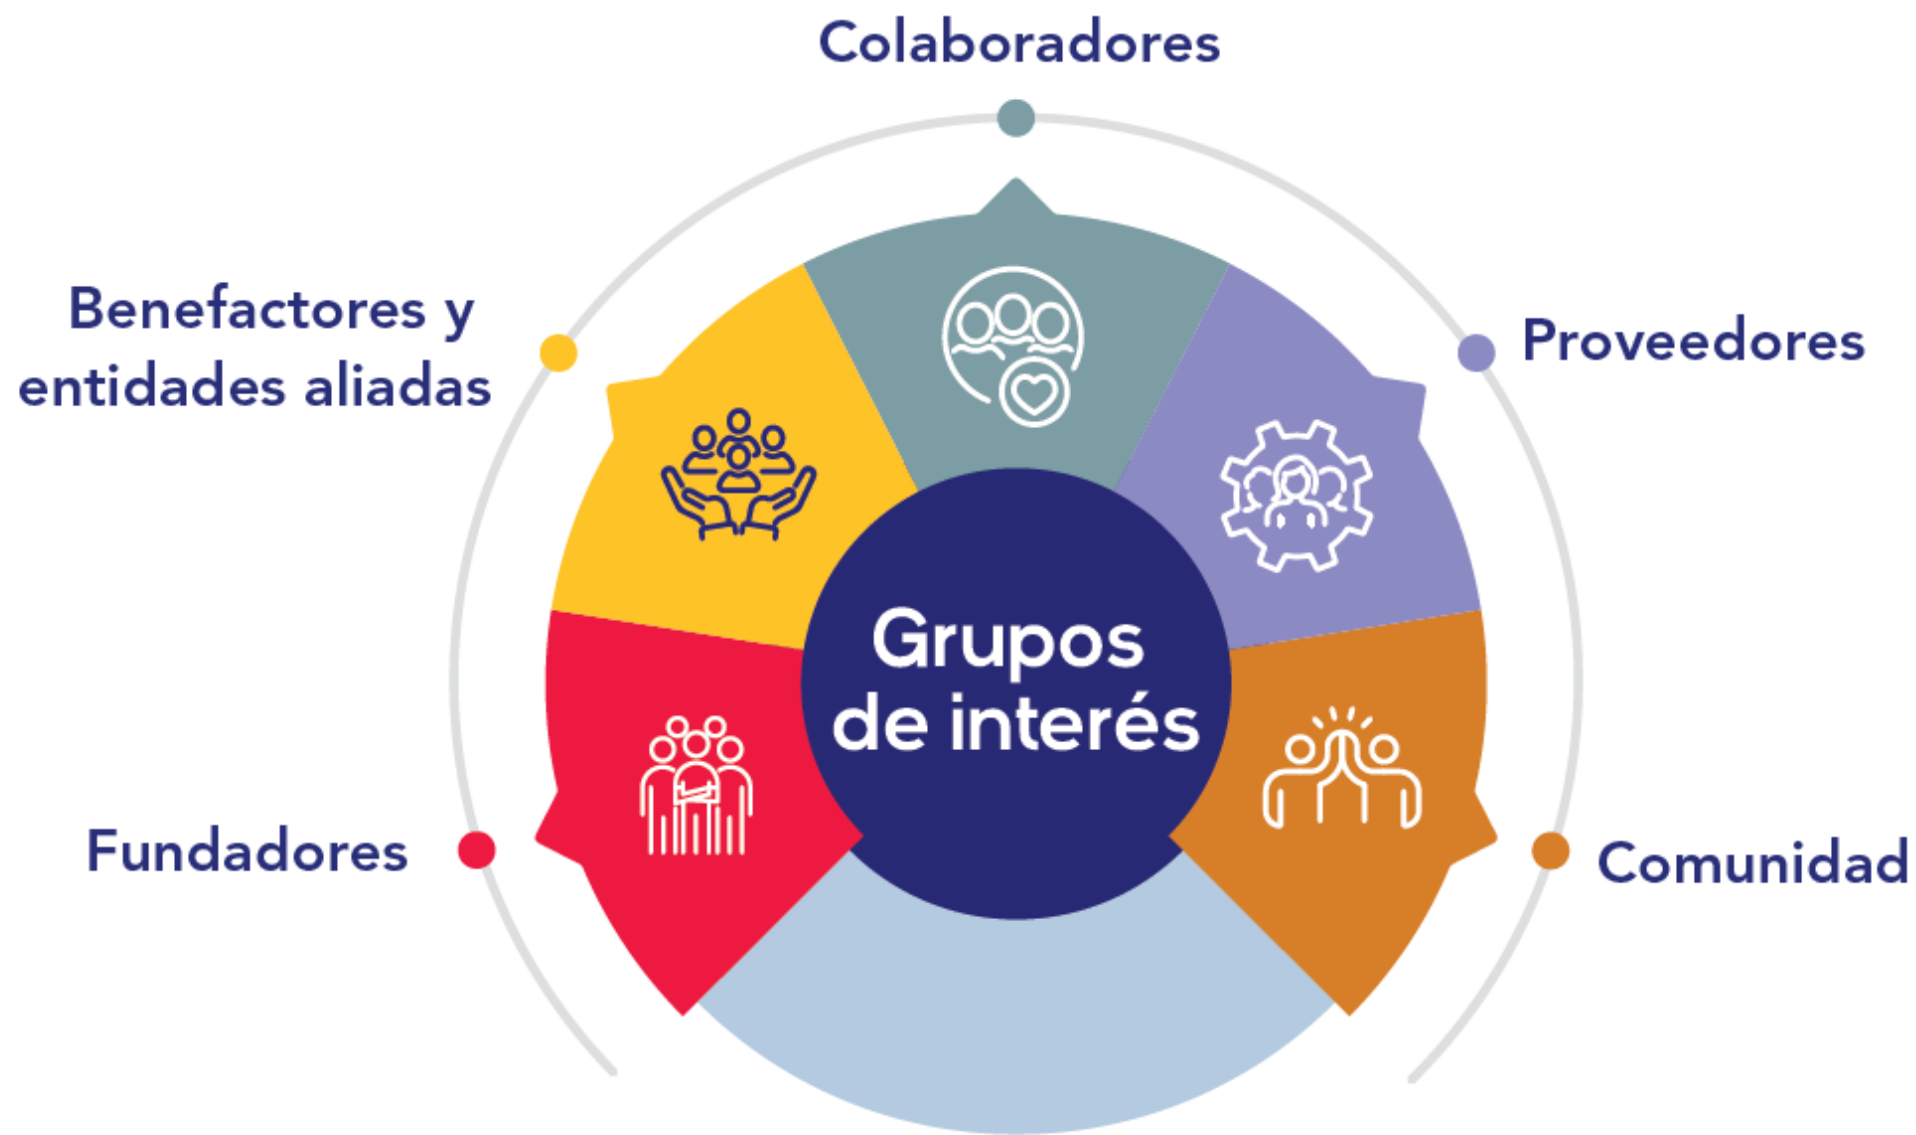 Colaboradores
Benefactores y
entidades aliadas
Proveedores
Grupos
de interés
Fundadores
Comunidad